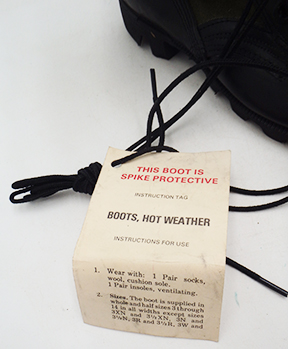 THIS BOOT IS
SPIKE PROTECTIVE
INSTRUCTION TAG
BOOTS, HOT WEATHER
INSTRUCTIONS FOR USE
1. Wear with: 1 Pair socks,
wool, cushion sole.
1 Pair insoles, ventilating.
2. Sizes. The boot is supplied in
whole and half sizes 3 through
14 in all widths except sizes
3XN and 3½XN, 3N and
3½N, 3R and 3½R, 3W and